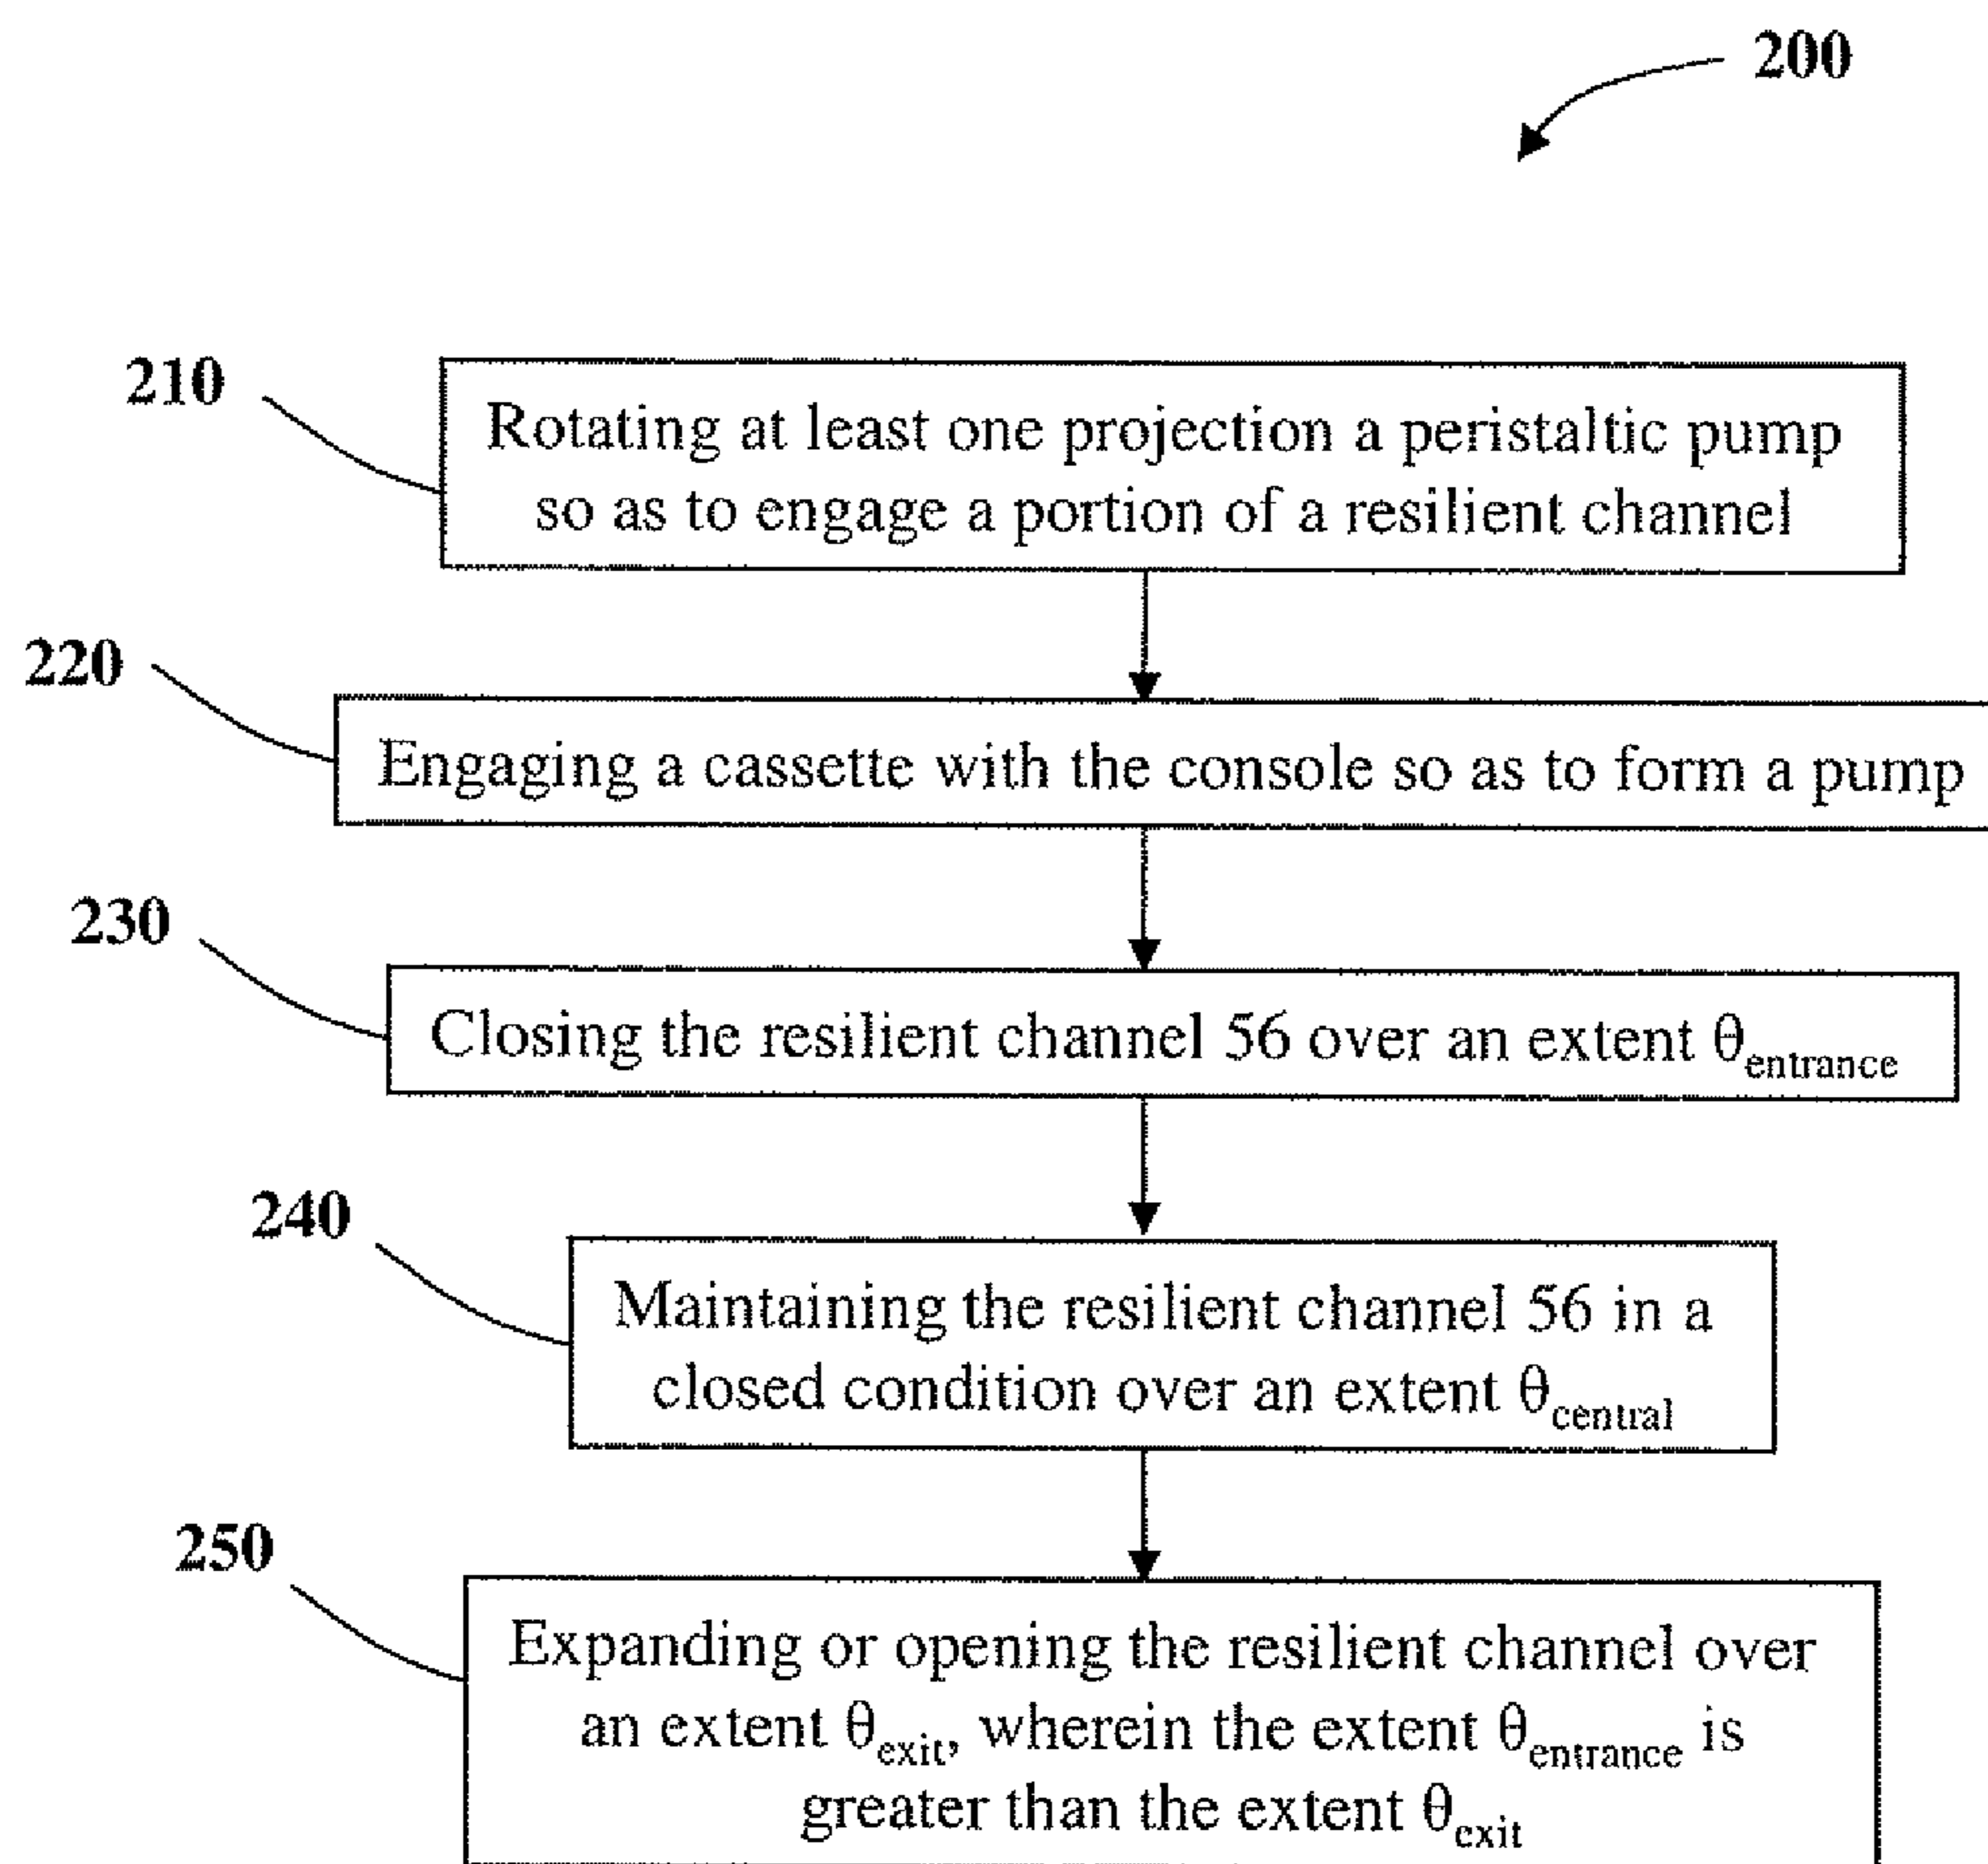 200
210
Rotating at least one projection a peristaltic pump
so as to engage a portion of a resilient channel
220
Engaging a cassette with the console so as to form a pump
230
Closing the resilient channel 56 over an extent θentrance
240
Maintaining the resilient channel 56 in a
closed condition over an extent θcentral
250
Expanding or opening the resilient channel over
an extent θexit, wherein the extent θentrance is
greater than the extent θexit